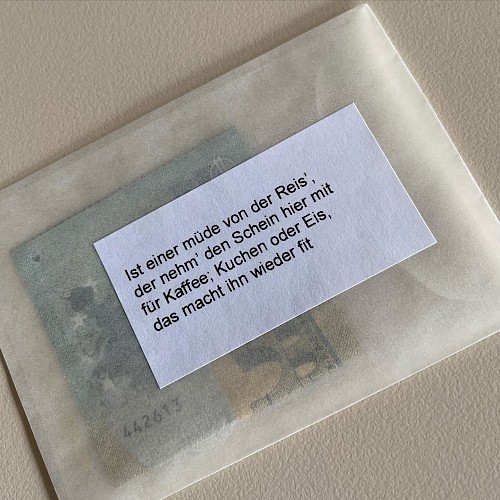 Ist einer müde von der Reis',
der nehm' den Schein hier mit
für Kaffee; Kuchen oder Eis,
das macht ihn wieder fit
442613